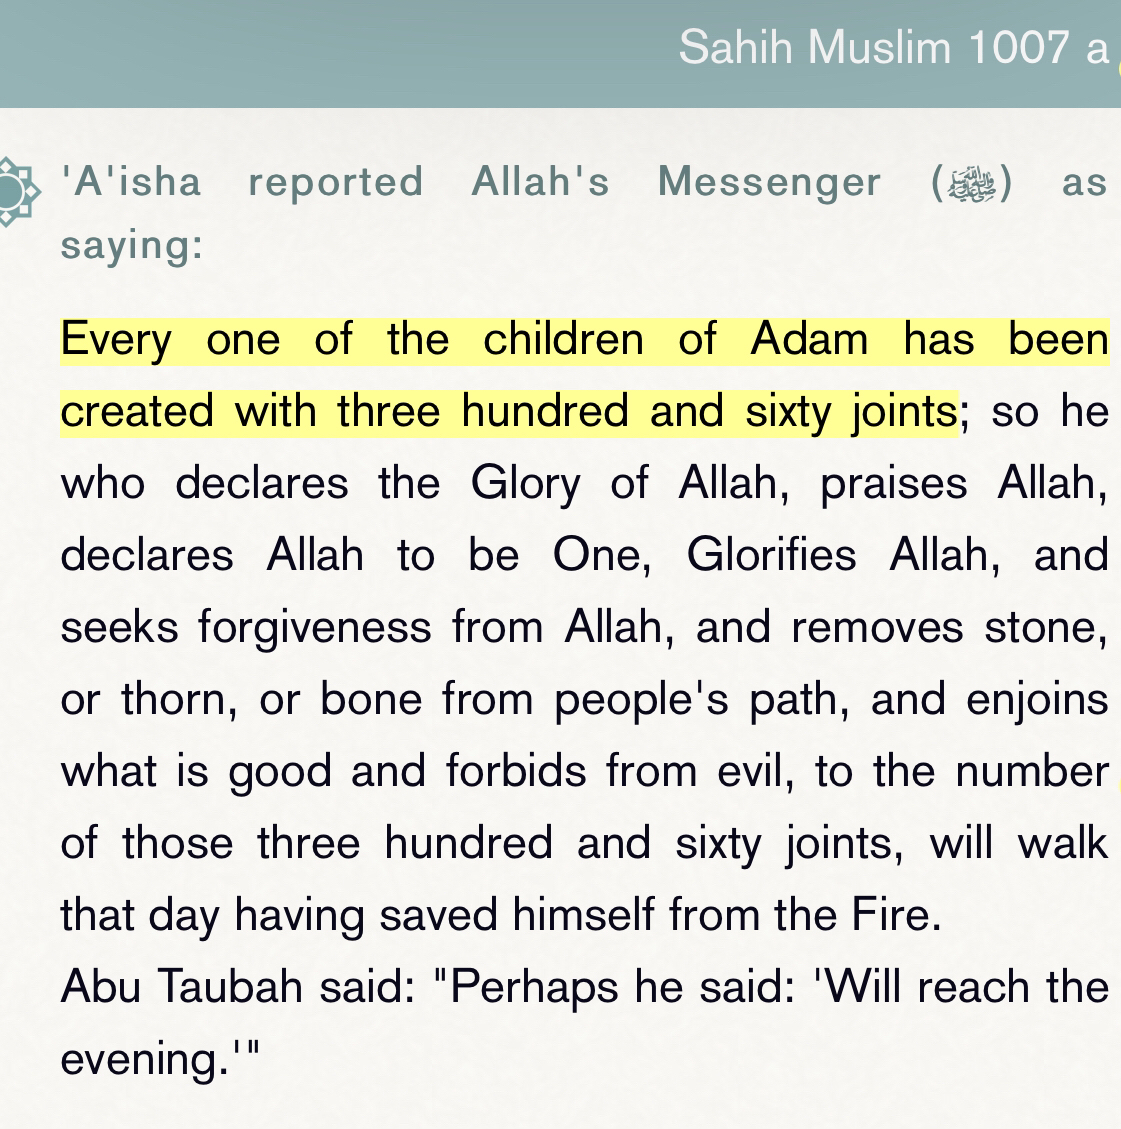 Sahih Muslim 1007 a
'A'isha reported Allah's Messenger (ﷺ) as
saying:
Every one of the children of Adam has been
created with three hundred and sixty joints; so he
who declares the Glory of Allah, praises Allah,
declares Allah to be One, Glorifies Allah, and
seeks forgiveness from Allah, and removes stone,
or thorn, or bone from people's path, and enjoins
what is good and forbids from evil, to the number
of those three hundred and sixty joints, will walk
that day having saved himself from the Fire.
Abu Taubah said: "Perhaps he said: 'Will reach the
evening.'"